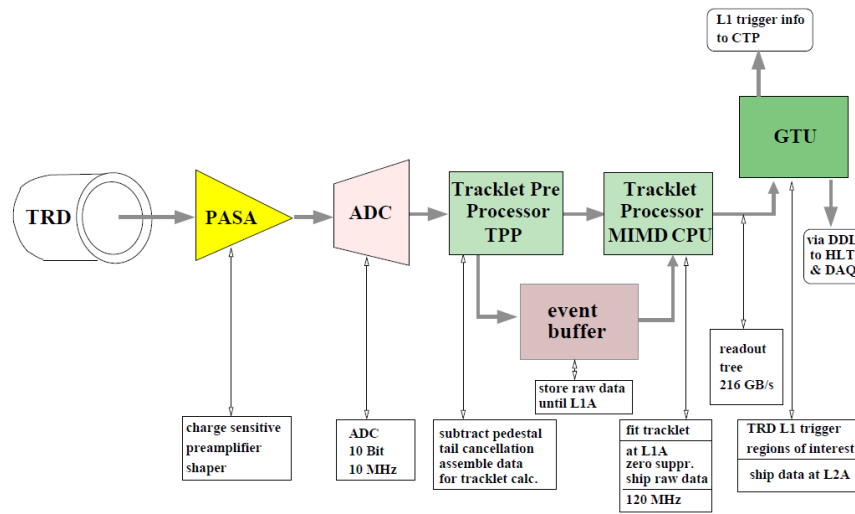 L1 trigger info
to CTP
GTU
TRD
PASA
ADC
Tracklet Pre
Processor
TPP
Tracklet
Processor
MIMD CPU
via DDL
to HLT
& DAQ
event
buffer
readout
tree
216 GB/s
store raw data
until L1A
charge sensitive
preamplifier
shaper
ADC
10 Bit
10 MHz
subtract pedestal
tail cancellation
assemble data
for tracklet calc.
fit tracklet
at L1A
zero suppr.
ship raw data
120 MHz
TRD L1 trigger
regions of interest
ship data at L2A